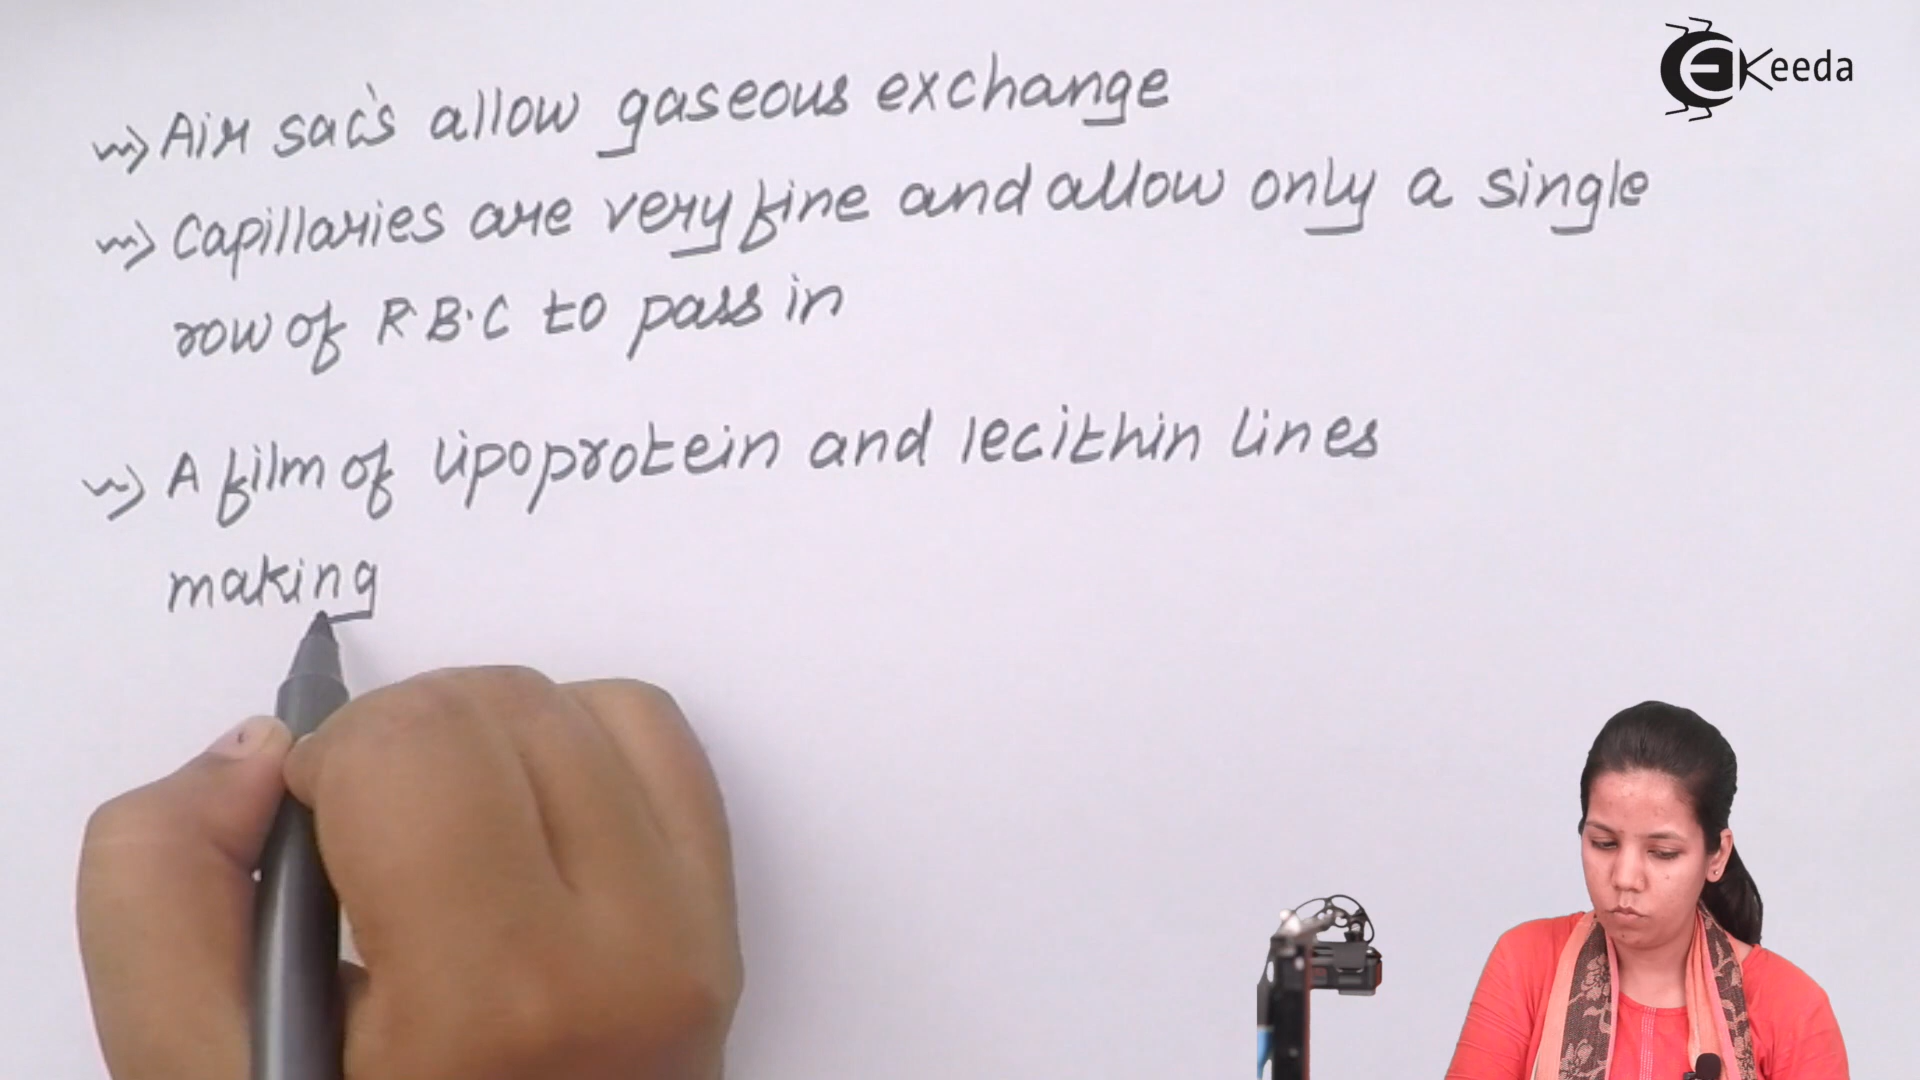 EKeeda
Air sac's allow gaseous exchange
Capillaries are very fine and allow only a single
row of R.B.C to pass in
A film of lipoprotein and lecithin lines
making